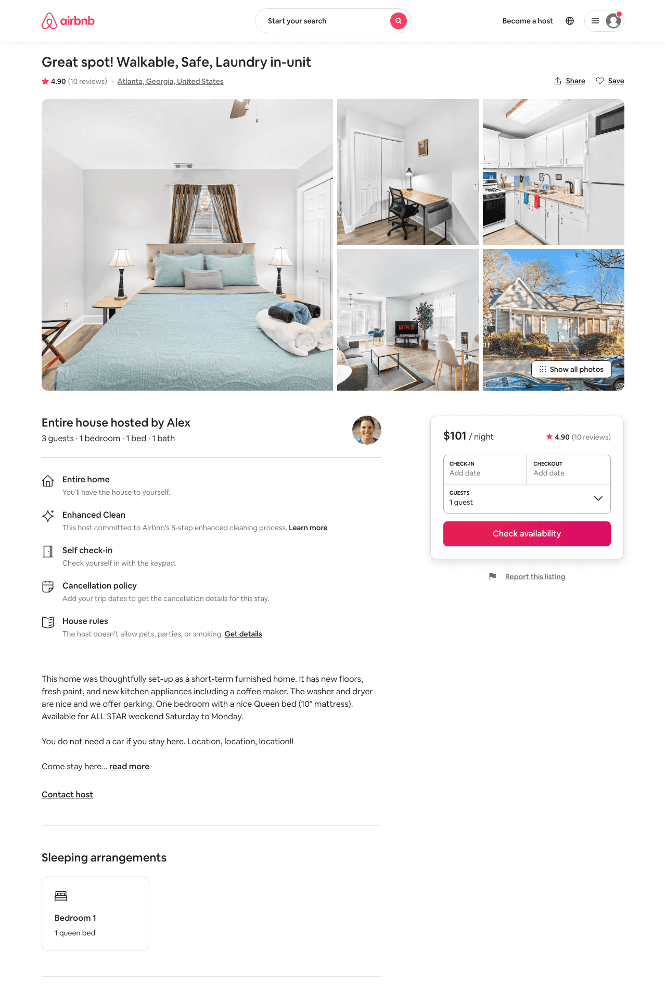 airbnb
Start your search
Become a host
Great spot! Walkable, Safe, Laundry in-unit
4.90 (10 reviews) · Atlanta, Georgia, United States
Share
Save
NETFLIX
Show all photos
Entire house hosted by Alex
3 guests · 1 bedroom · 1 bed · 1 bath
Entire home
You’ll have the house to yourself.
Enhanced Clean
This host committed to Airbnb's 5-step enhanced cleaning process. Learn more
Self check-in
Check yourself in with the keypad.
Cancellation policy
Add your trip dates to get the cancellation details for this stay.
House rules
The host doesn’t allow pets, parties, or smoking. Get details
This home was thoughtfully set-up as a short-term furnished home. It has new floors,
fresh paint, and new kitchen appliances including a coffee maker. The washer and dryer
are nice and we offer parking. One bedroom with a nice Queen bed (10" mattress).
Available for ALL STAR weekend Saturday to Monday.
You do not need a car if you stay here. Location, location, location!!
Come stay here... read more
Contact host
Sleeping arrangements
Bedroom 1
1 queen bed
$101 / night
4.90 (10 reviews)
CHECK-IN
Add date
CHECKOUT
Add date
GUESTS
1 guest
Check availability
Report this listing